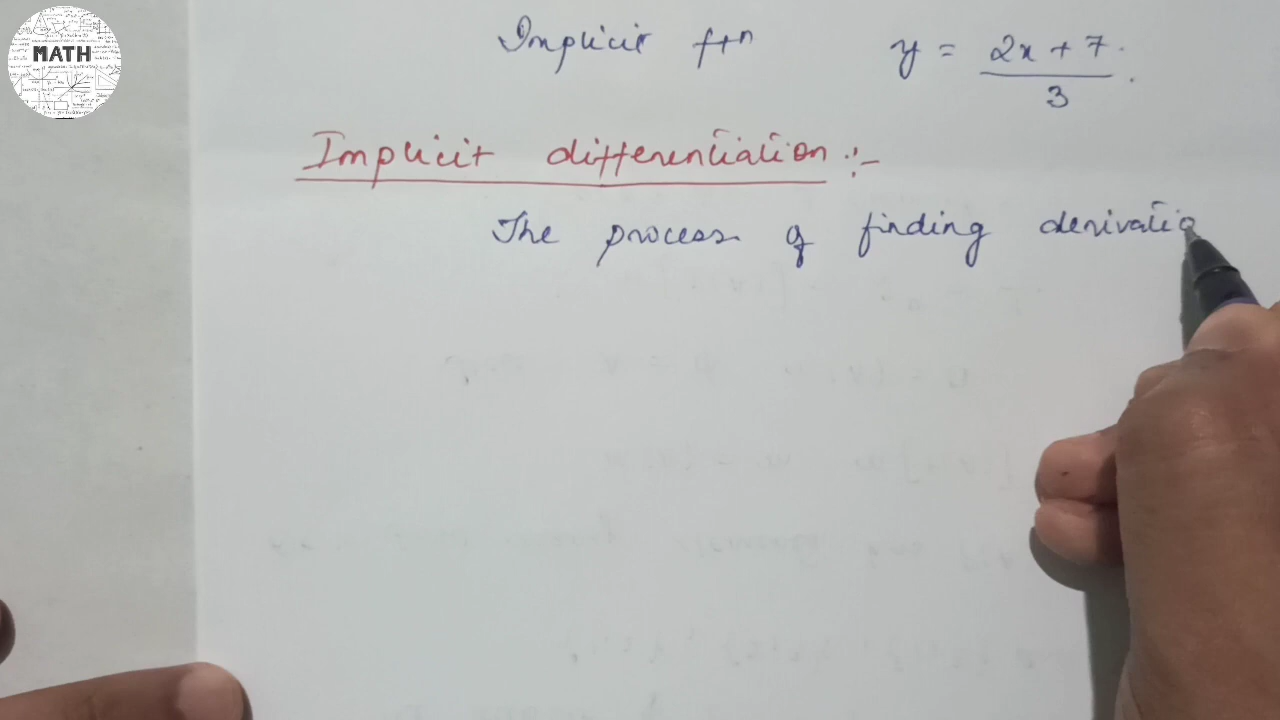 MATH
Implicit ftn y = 2x + 7. / 3.
Implicit differentiation :-
The process of finding derivatio